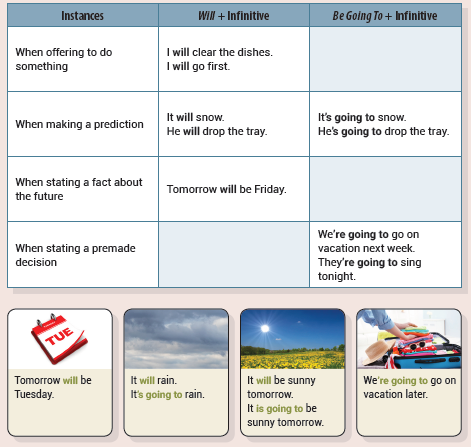 Instances
Will + Infinitive
Be Going To + Infinitive
When offering to do
something
I will clear the dishes.
I will go first.
When making a prediction
It will snow.
He will drop the tray.
It's going to snow.
He's going to drop the tray.
When stating a fact about
the future
Tomorrow will be Friday.
When stating a premade
decision
We're going to go on
vacation next week.
They're going to sing
tonight.
TUE
Tomorrow will be
Tuesday.
It will rain.
It's going to rain.
It will be sunny
tomorrow.
It is going to be
sunny tomorrow.
We're going to go on
vacation later.